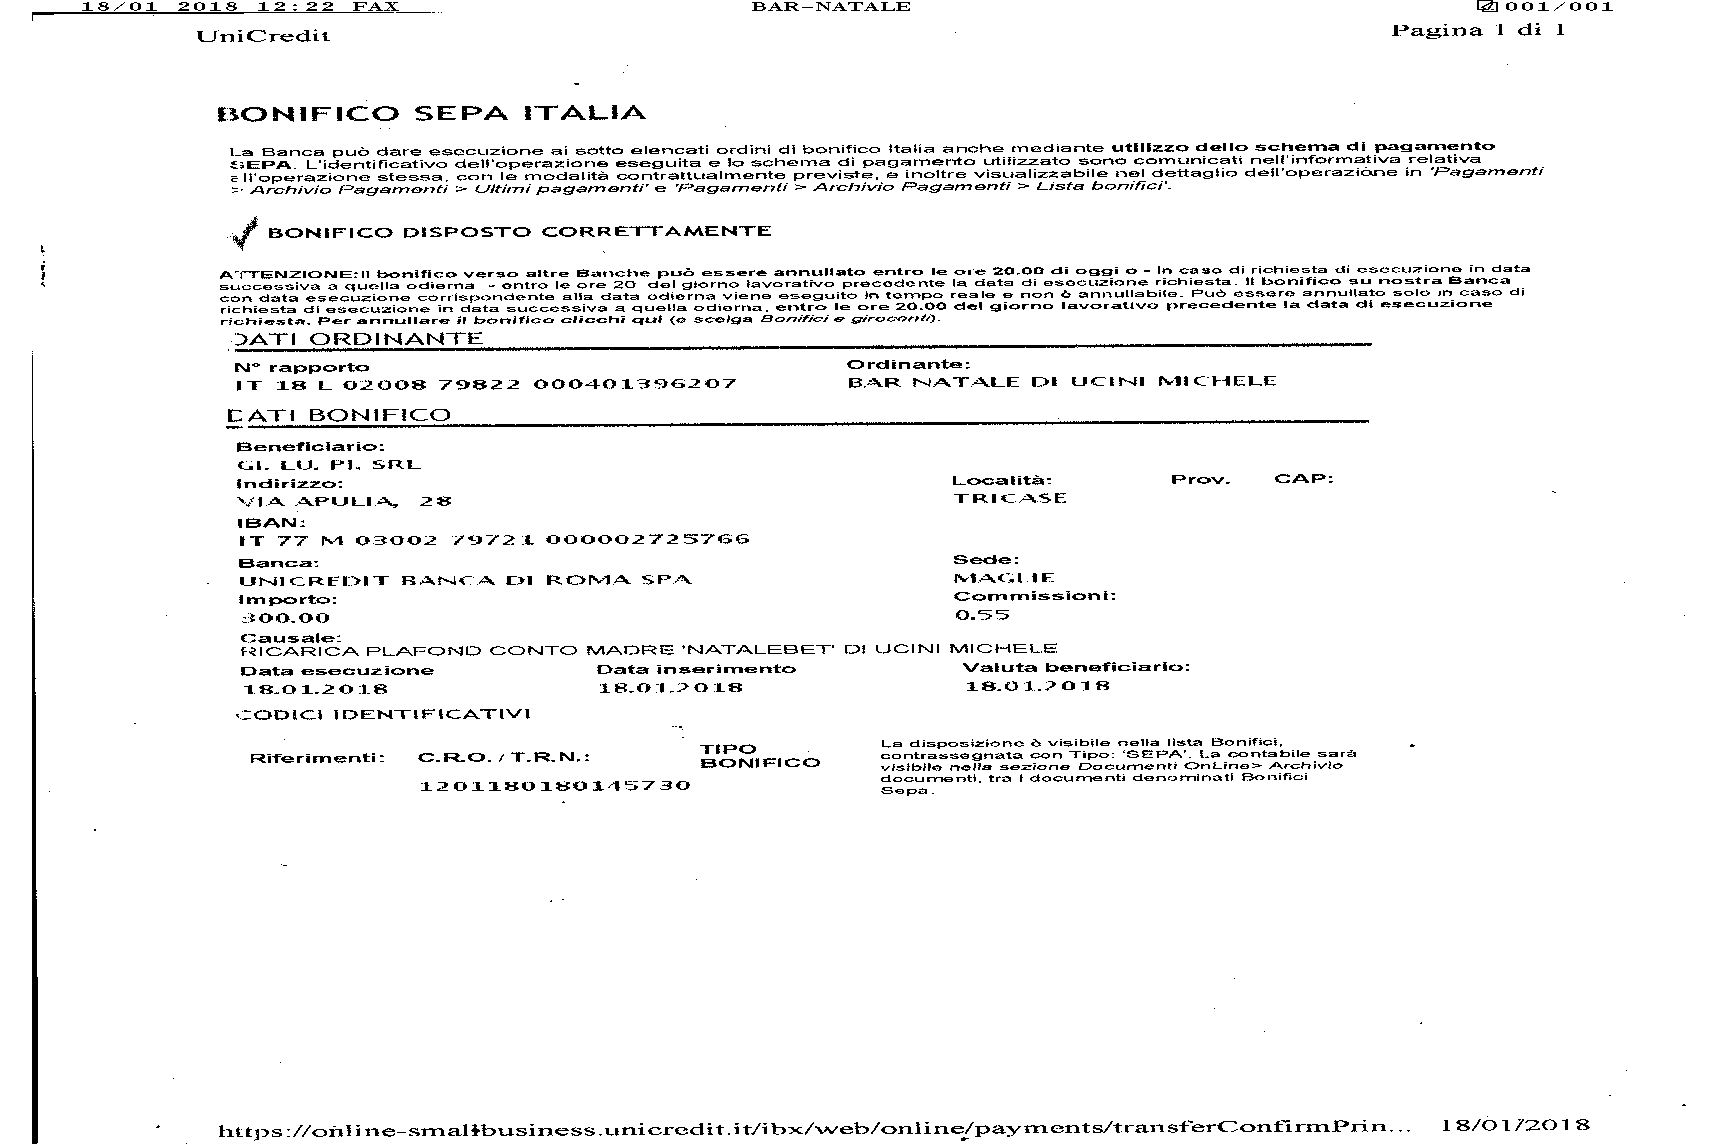 18/01 2018 12:22 FAX BAR-NATALE 001/001
UniCredit Pagina 1 di 1
BONIFICO SEPA ITALIA
La Banca può dare esecuzione ai sotto elencati ordini di bonifico Italia anche mediante utilizzo dello schema di pagamento
SEPA. L'identificativo dell'operazione eseguita e lo schema di pagamento utilizzato sono comunicati nell'informativa relativa
all'operazione stessa, con le modalità contrattualmente previste, e inoltre visualizzabile nel dettaglio dell'operazione in 'Pagamenti
> Archivio Pagamenti > Ultimi pagamenti' e 'Pagamenti > Archivio Pagamenti > Lista bonifici'.
BONIFICO DISPOSTO CORRETTAMENTE
ATTENZIONE:Il bonifico verso altre Banche può essere annullato entro le ore 20.00 di oggi o - in caso di richiesta di esecuzione in data
successiva a quella odierna - entro le ore 20 del giorno lavorativo precedente la data di esecuzione richiesta. Il bonifico su nostra Banca
con data esecuzione corrispondente alla data odierna viene eseguito in tempo reale e non è annullabile. Può essere annullato solo in caso di
richiesta di esecuzione in data successiva a quella odierna, entro le ore 20.00 del giorno lavorativo precedente la data di esecuzione
richiesta. Per annullare il bonifico clicchi qui (o scelga Bonifici e giroconti).
DATI ORDINANTE
N° rapporto Ordinante:
IT 18 L 02008 79822 000401396207 BAR NATALE DI UCINI MICHELE
DATI BONIFICO
Beneficiario:
GI. LU. PI. SRL
Indirizzo: Località: Prov. CAP:
VIA APULIA, 28 TRICASE
IBAN:
IT 77 M 03002 79721 000002725766
Banca: Sede:
UNICREDIT BANCA DI ROMA SPA MAGLIE
Importo: Commissioni:
300.00 0.55
Causale:
RICARICA PLAFOND CONTO MADRE 'NATALEBET' DI UCINI MICHELE
Data esecuzione Data inserimento Valuta beneficiario:
18.01.2018 18.01.2018 18.01.2018
CODICI IDENTIFICATIVI
Riferimenti: C.R.O./T.R.N.: TIPO BONIFICO
1201180180145730
La disposizione è visibile nella lista Bonifici,
contrassegnata con Tipo: 'SEPA'. La contabile sarà
visibile nella sezione Documenti OnLine> Archivio
documenti, tra i documenti denominati Bonifici
Sepa.
https://online-smallbusiness.unicredit.it/ibx/web/online/payments/transferConfirmPrin... 18/01/2018